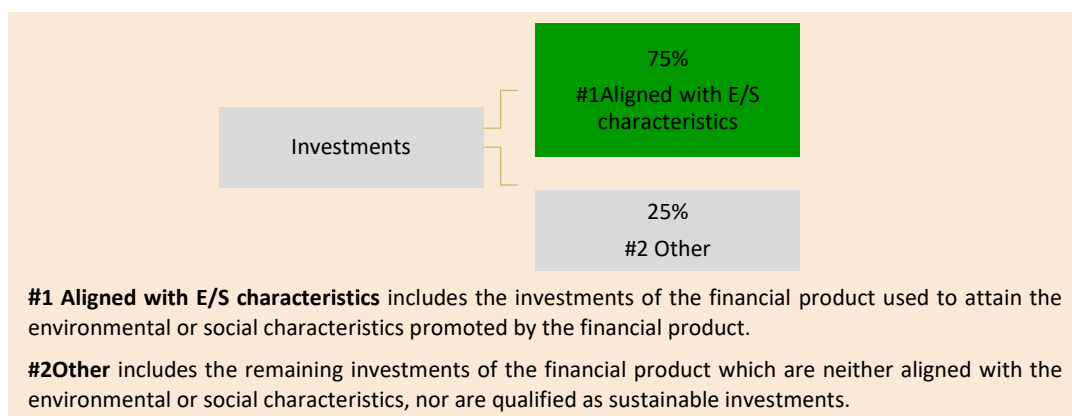 75%
#1Aligned with E/S
characteristics
Investments
25%
#2 Other
#1 Aligned with E/S characteristics includes the investments of the financial product used to attain the
environmental or social characteristics promoted by the financial product.
#2Other includes the remaining investments of the financial product which are neither aligned with the
environmental or social characteristics, nor are qualified as sustainable investments.